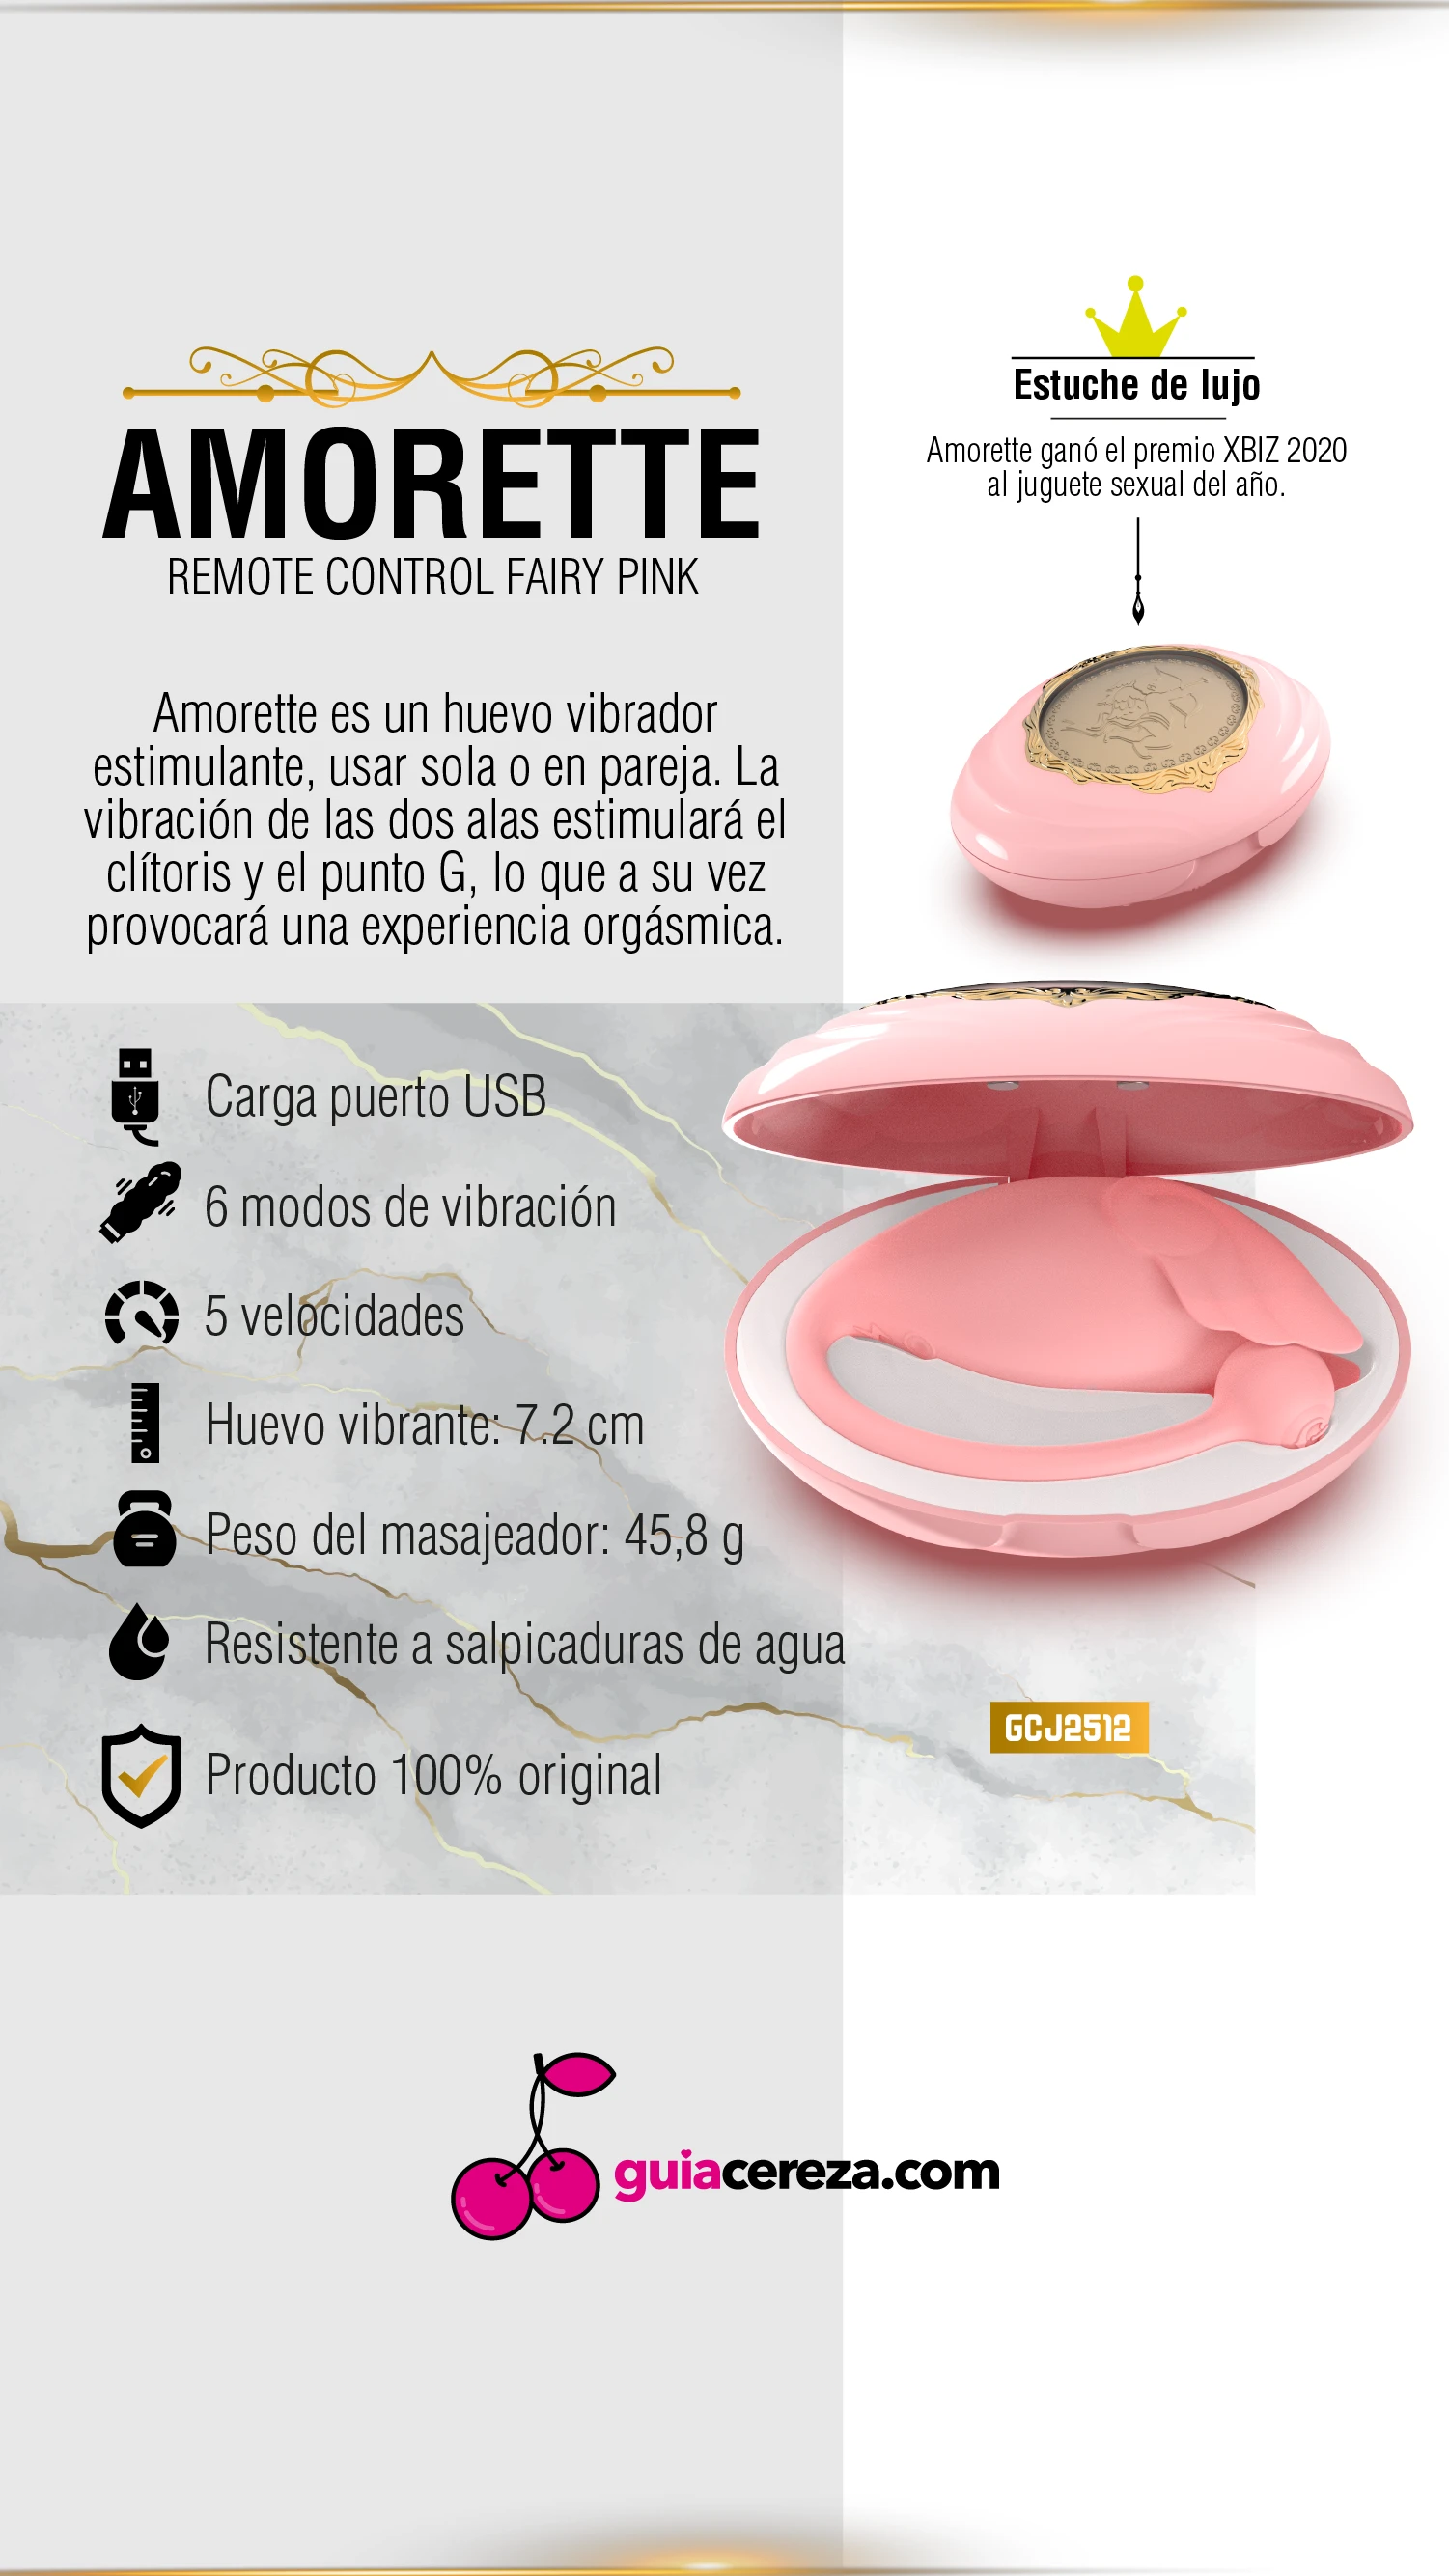 AMORETTE
REMOTE CONTROL FAIRY PINK
Amorette es un huevo vibrador
estimulante, usar sola o en pareja. La
vibración de las dos alas estimulará el
clítoris y el punto G, lo que a su vez
provocará una experiencia orgásmica.
Estuche de lujo
Amorette ganó el premio XBIZ 2020
al juguete sexual del año.
Carga puerto USB
6 modos de vibración
5 velocidades
Huevo vibrante: 7.2 cm
Peso del masajeador: 45,8 g
Resistente a salpicaduras de agua
Producto 100% original
GCJ2512
guiacereza.com